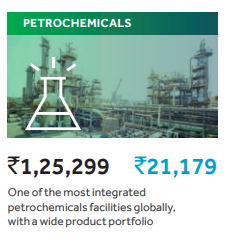 PETROCHEMICALS
₹1,25,299 ₹21,179
One of the most integrated
petrochemicals facilities globally,
with a wide product portfolio